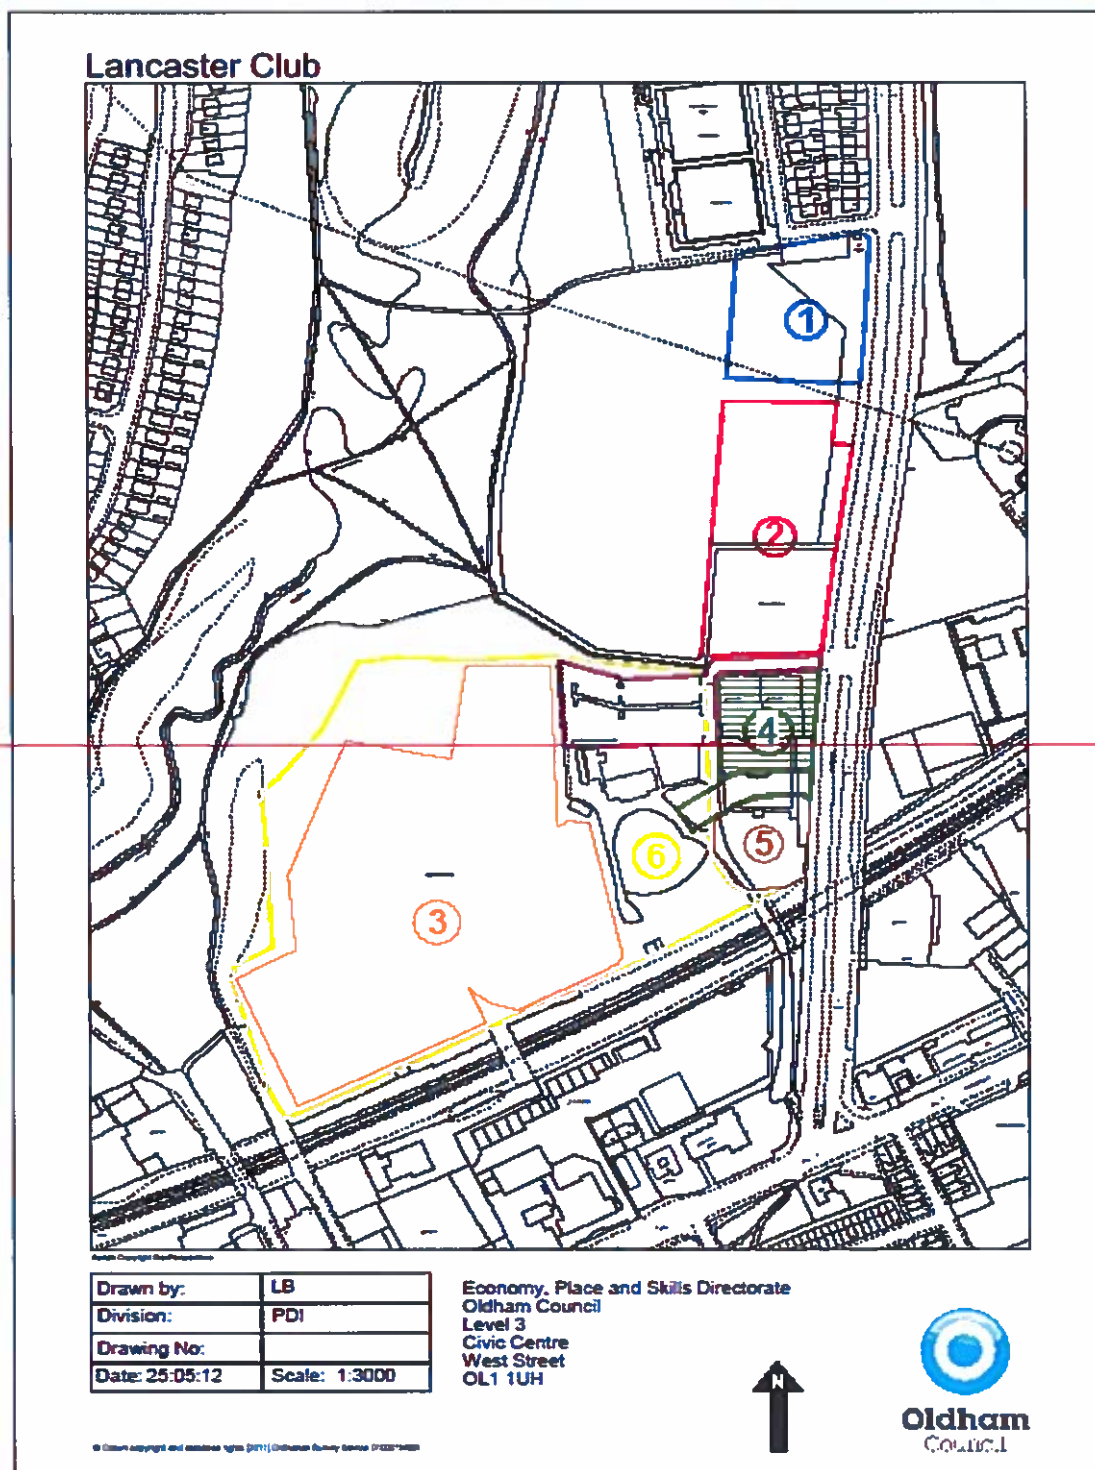 Lancaster Club
1
2
4
5
6
3
Drawn by: LB
Division: PDI
Drawing No:
Date: 25:05:12 Scale: 1:3000
Economy, Place and Skills Directorate
Oldham Council
Level 3
Civic Centre
West Street
OL1 1UH
N
Oldham
Council